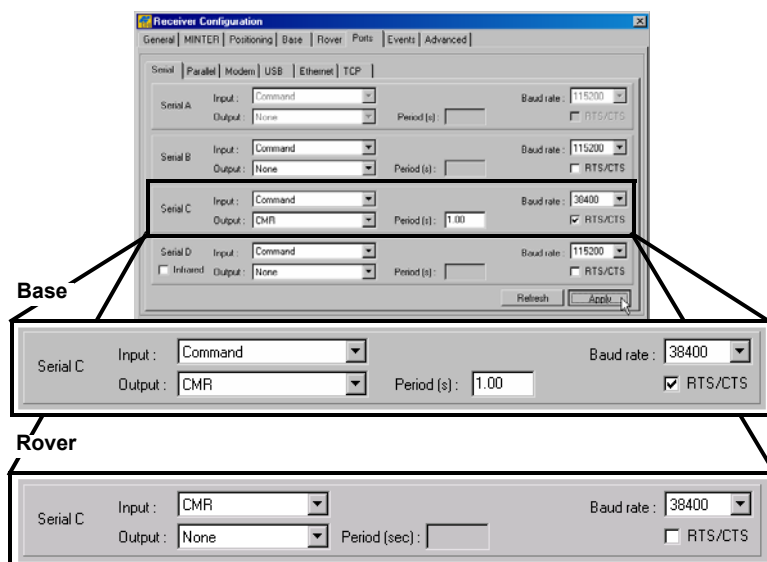 Receiver Configuration
General MINTER Positioning Base Rover Ports Events Advanced
Serial Parallel Modem USB Ethernet TCP
Serial A Input : Command Baud rate : 115200
Output : None Period (s) : RTS/CTS
Serial B Input : Command Baud rate : 115200
Output : None Period (s) : RTS/CTS
Serial C Input : Command Baud rate : 38400
Output : CMR Period (s) : 1.00 RTS/CTS
Serial D Input : Command Baud rate : 115200
Infrared Output : None Period (s) : RTS/CTS
Refresh Apply
Base
Serial C Input : Command Baud rate : 38400
Output : CMR Period (s) : 1.00 RTS/CTS
Rover
Serial C Input : CMR Baud rate : 38400
Output : None Period (sec) : RTS/CTS